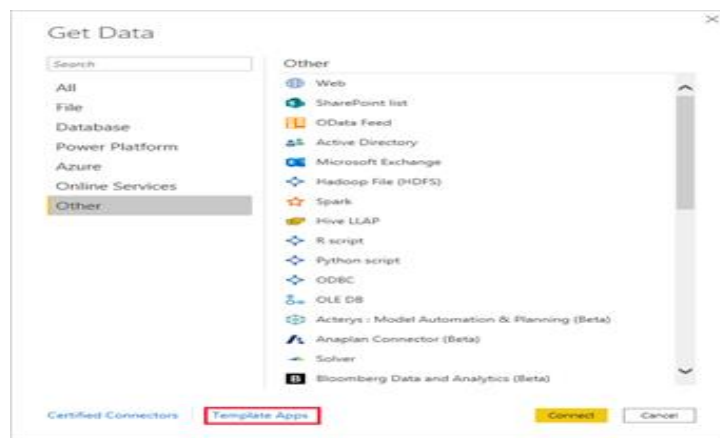 Get Data
Search
All
File
Database
Power Platform
Azure
Online Services
Other
Other
Web
SharePoint list
OData Feed
Active Directory
Microsoft Exchange
Hadoop File (HDFS)
Spark
Hive LLAP
R script
Python script
ODBC
OLE DB
Acterys : Model Automation & Planning (Beta)
Anaplan Connector (Beta)
Solver
Bloomberg Data and Analytics (Beta)
Certified Connectors
Template Apps
Connect
Cancel